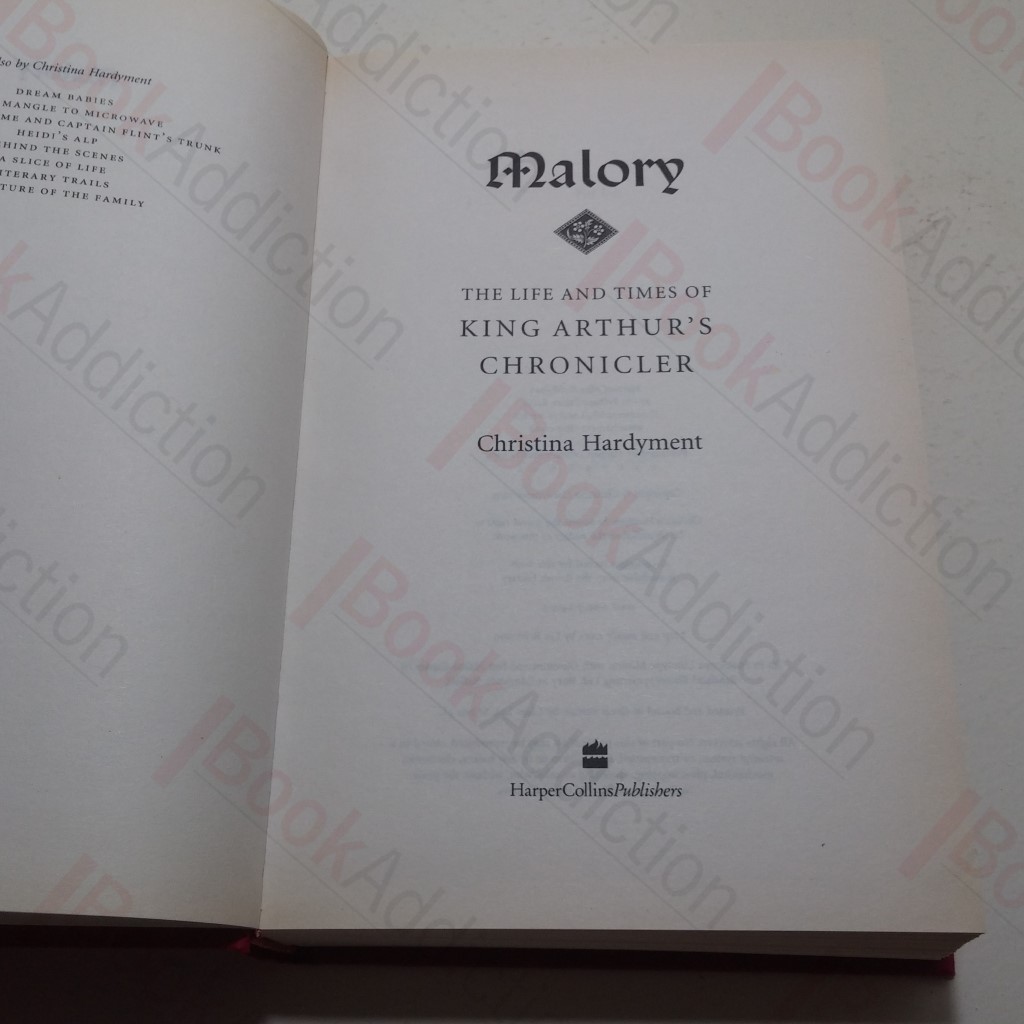 so by Christina Hardyment
DREAM BABIES
MANGLE TO MICROWAVE
ME AND CAPTAIN FLINT'S TRUNK
HEIDI'S ALP
HIND THE SCENES
A SLICE OF LIFE
ITERARY TRAILS
TURE OF THE FAMILY
Malory
THE LIFE AND TIMES OF
KING ARTHUR'S
CHRONICLER
Christina Hardyment
HarperCollinsPublishers
BookAddiction